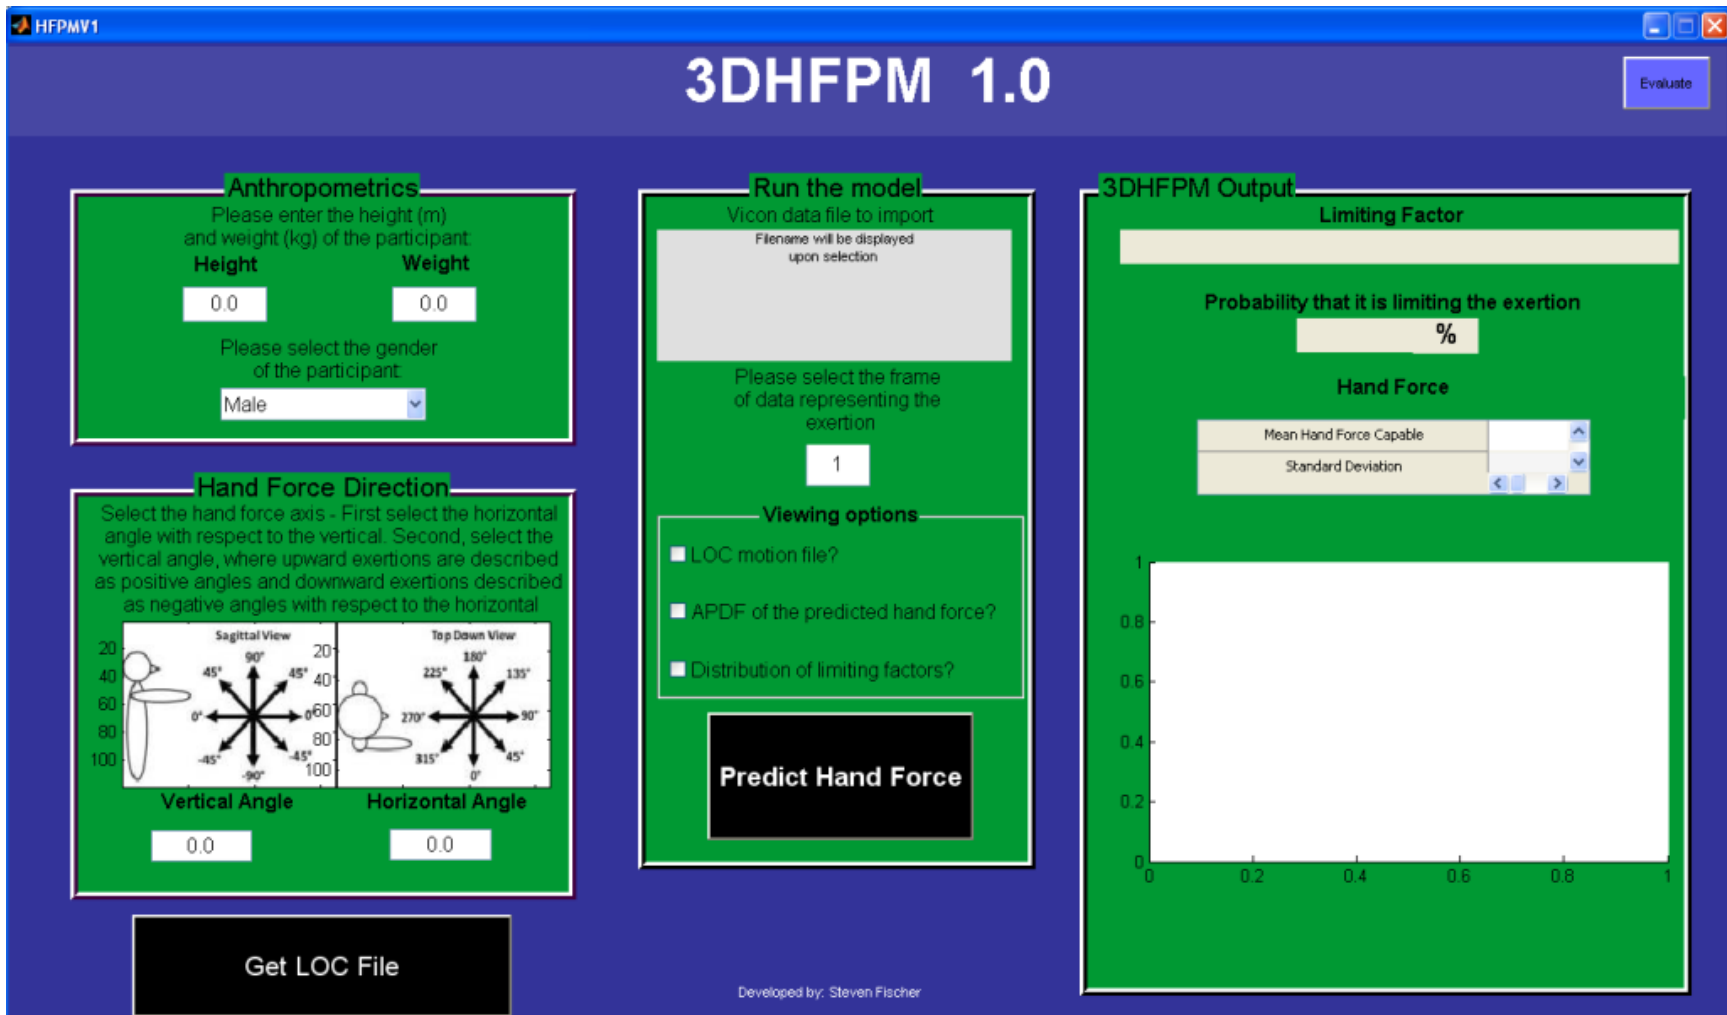 HFPMV1
3DHFPM 1.0
Evaluate
Anthropometrics
Please enter the height (m)
and weight (kg) of the participant:
Height
Weight
0.0
0.0
Please select the gender
of the participant:
Male
Hand Force Direction
Select the hand force axis - First select the horizontal
angle with respect to the vertical. Second, select the
vertical angle, where upward exertions are described
as positive angles and downward exertions described
as negative angles with respect to the horizontal
20
40
60
80
100
Sagittal View
90°
45°
45°
0°
0°
-45°
-45°
-90°
20
40
60
80
100
Top Down View
180°
225°
135°
270°
90°
315°
45°
0°
Vertical Angle
Horizontal Angle
0.0
0.0
Get LOC File
Run the model
Vicon data file to import
Filename will be displayed
upon selection
Please select the frame
of data representing the
exertion
1
Viewing options
LOC motion file?
APDF of the predicted hand force?
Distribution of limiting factors?
Predict Hand Force
Developed by: Steven Fischer
3DHFPM Output
Limiting Factor
Probability that it is limiting the exertion
%
Hand Force
Mean Hand Force Capable
Standard Deviation
1
0.8
0.6
0.4
0.2
0
0
0.2
0.4
0.6
0.8
1